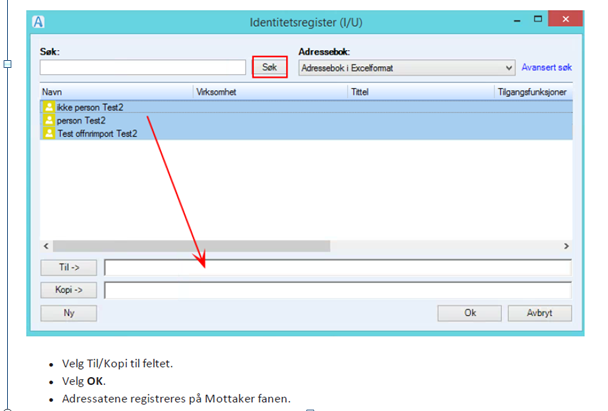 Identitetsregister (I/U)
Søk: Adressebok:
Søk Adressebok i Excelformat Avansert søk
Navn Virksomhet Tittel Tilgangsfunksjoner
ikke person Test2
person Test2
Test offnrimport Test2
Til ->
Kopi ->
Ny Ok Avbryt
• Velg Til/Kopi til feltet.
• Velg OK.
• Adressatene registreres på Mottaker fanen.